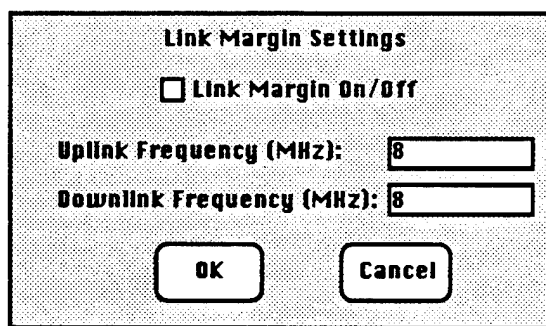 Link Margin Settings
Link Margin On/Off
Uplink Frequency (MHz): 8
Downlink Frequency (MHz): 8
OK Cancel